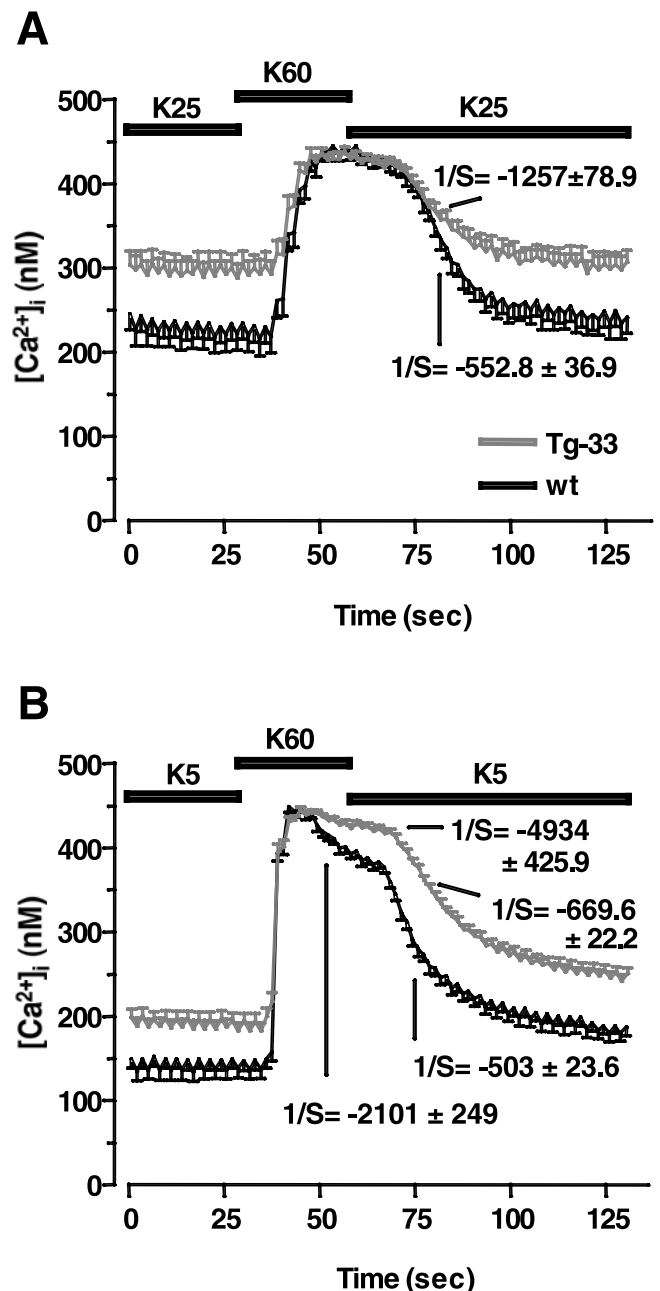 A
K60
K25
K25
500
400
300
200
100
0
[Ca²⁺]ᵢ (nM)
1/S= -1257±78.9
1/S= -552.8 ± 36.9
Tg-33
wt
0 25 50 75 100 125
Time (sec)
B
K60
K5
K5
500
400
300
200
100
0
[Ca²⁺]ᵢ (nM)
1/S= -4934
± 425.9
1/S= -669.6
± 22.2
1/S= -503 ± 23.6
1/S= -2101 ± 249
0 25 50 75 100 125
Time (sec)